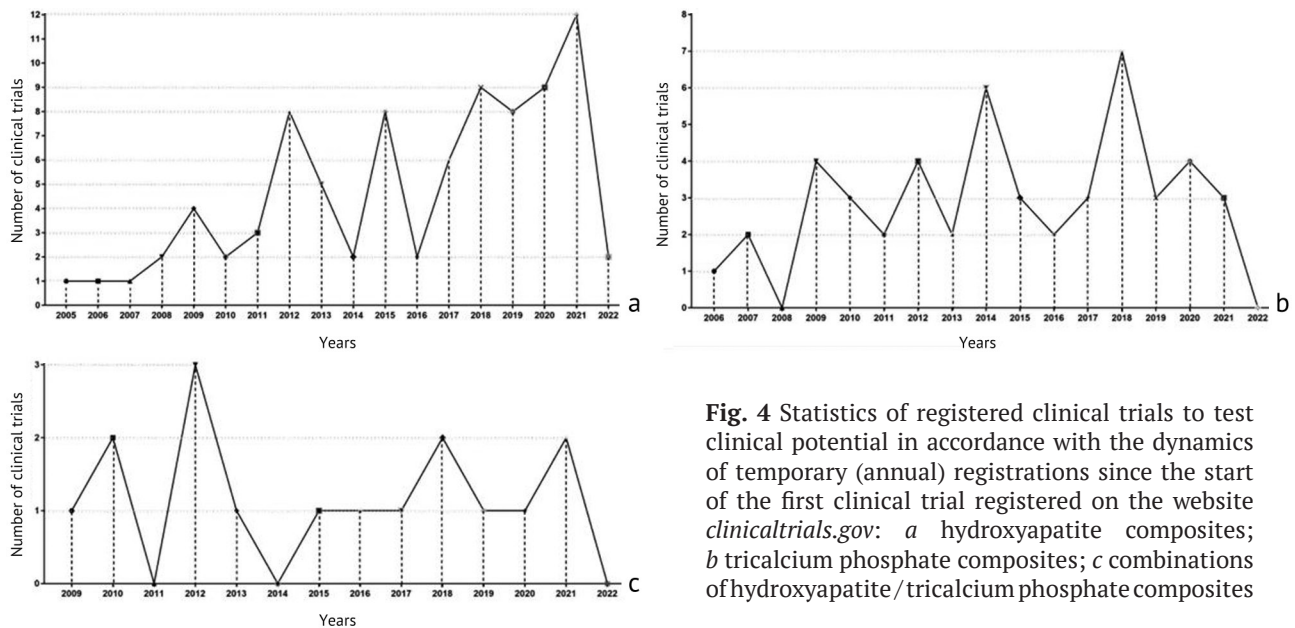 12
11
10
9
8
7
6
5
4
3
2
1
0
Number of clinical trials
2005 2006 2007 2008 2009 2010 2011 2012 2013 2014 2015 2016 2017 2018 2019 2020 2021 2022
Years
a
8
7
6
5
4
3
2
1
0
Number of clinical trials
2006 2007 2008 2009 2010 2011 2012 2013 2014 2015 2016 2017 2018 2019 2020 2021 2022
Years
b
3
2
1
0
Number of clinical trials
2009 2010 2011 2012 2013 2014 2015 2016 2017 2018 2019 2020 2021 2022
Years
c
Fig. 4 Statistics of registered clinical trials to test
clinical potential in accordance with the dynamics
of temporary (annual) registrations since the start
of the first clinical trial registered on the website
clinicaltrials.gov: a hydroxyapatite composites;
b tricalcium phosphate composites; c combinations
of hydroxyapatite / tricalcium phosphate composites